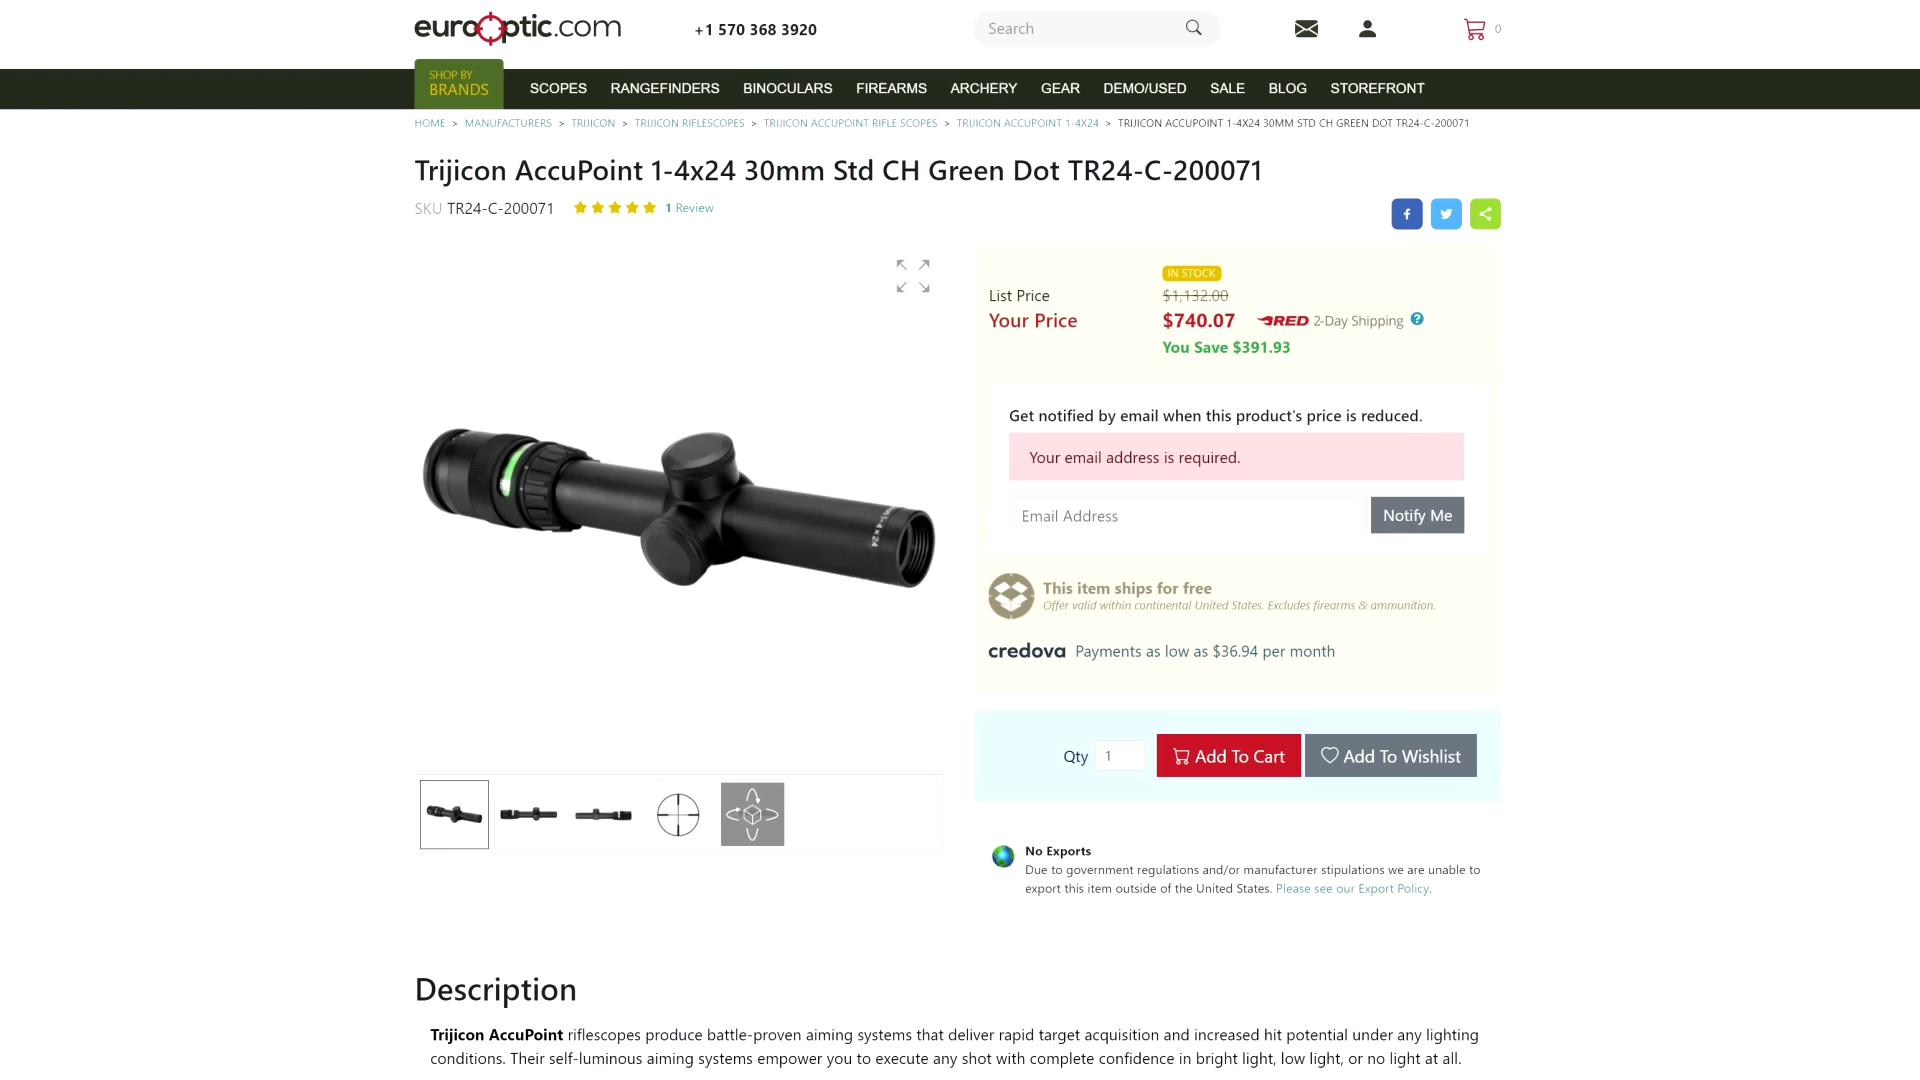 eurooptic.com
+1 570 368 3920
Search
0
SHOP BY
BRANDS
SCOPES
RANGEFINDERS
BINOCULARS
FIREARMS
ARCHERY
GEAR
DEMO/USED
SALE
BLOG
STOREFRONT
HOME > MANUFACTURERS > TRIJICON > TRIJICON RIFLESCOPES > TRIJICON ACCUPOINT RIFLE SCOPES > TRIJICON ACCUPOINT 1-4X24 > TRIJICON ACCUPOINT 1-4X24 30MM STD CH GREEN DOT TR24-C-200071
Trijicon AccuPoint 1-4x24 30mm Std CH Green Dot TR24-C-200071
SKU TR24-C-200071
1 Review
IN STOCK
List Price $1,132.00
Your Price $740.07 RED 2-Day Shipping ?
You Save $391.93
Get notified by email when this product's price is reduced.
Your email address is required.
Email Address
Notify Me
This item ships for free
Offer valid within continental United States. Excludes firearms & ammunition.
credova Payments as low as $36.94 per month
Qty 1 Add To Cart Add To Wishlist
1-4x24
No Exports
Due to government regulations and/or manufacturer stipulations we are unable to
export this item outside of the United States. Please see our Export Policy.
Description
Trijicon AccuPoint riflescopes produce battle-proven aiming systems that deliver rapid target acquisition and increased hit potential under any lighting
conditions. Their self-luminous aiming systems empower you to execute any shot with complete confidence in bright light, low light, or no light at all.